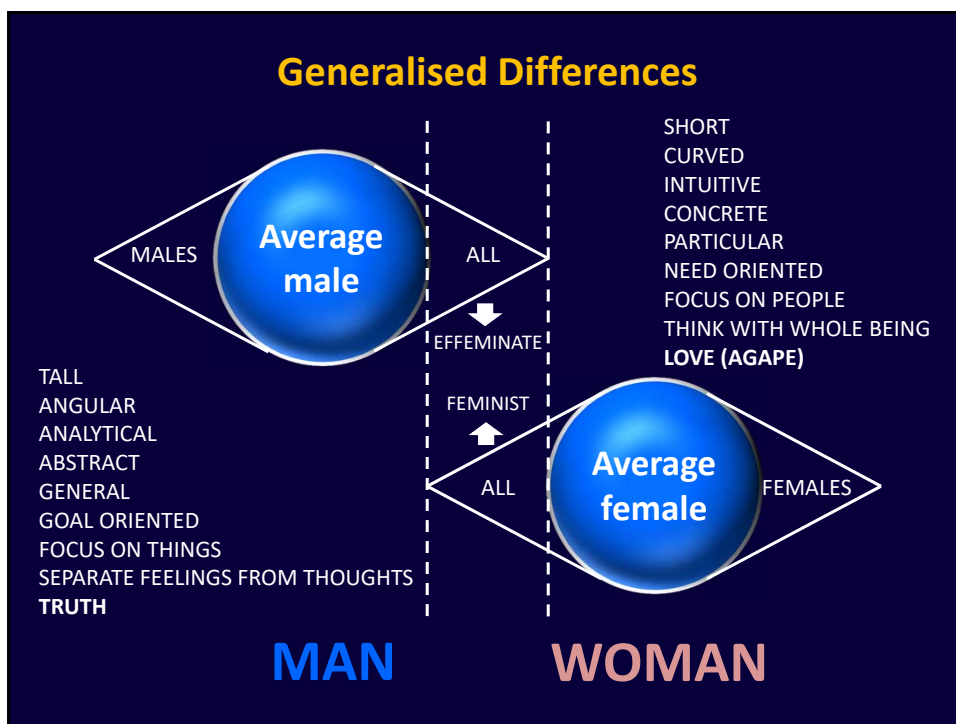 Generalised Differences
SHORT
CURVED
INTUITIVE
CONCRETE
PARTICULAR
NEED ORIENTED
FOCUS ON PEOPLE
THINK WITH WHOLE BEING
LOVE (AGAPE)
MALES
Average
male
ALL
EFFEMINATE
TALL
ANGULAR
ANALYTICAL
ABSTRACT
GENERAL
GOAL ORIENTED
FOCUS ON THINGS
SEPARATE FEELINGS FROM THOUGHTS
TRUTH
FEMINIST
ALL
Average
female
FEMALES
MAN
WOMAN